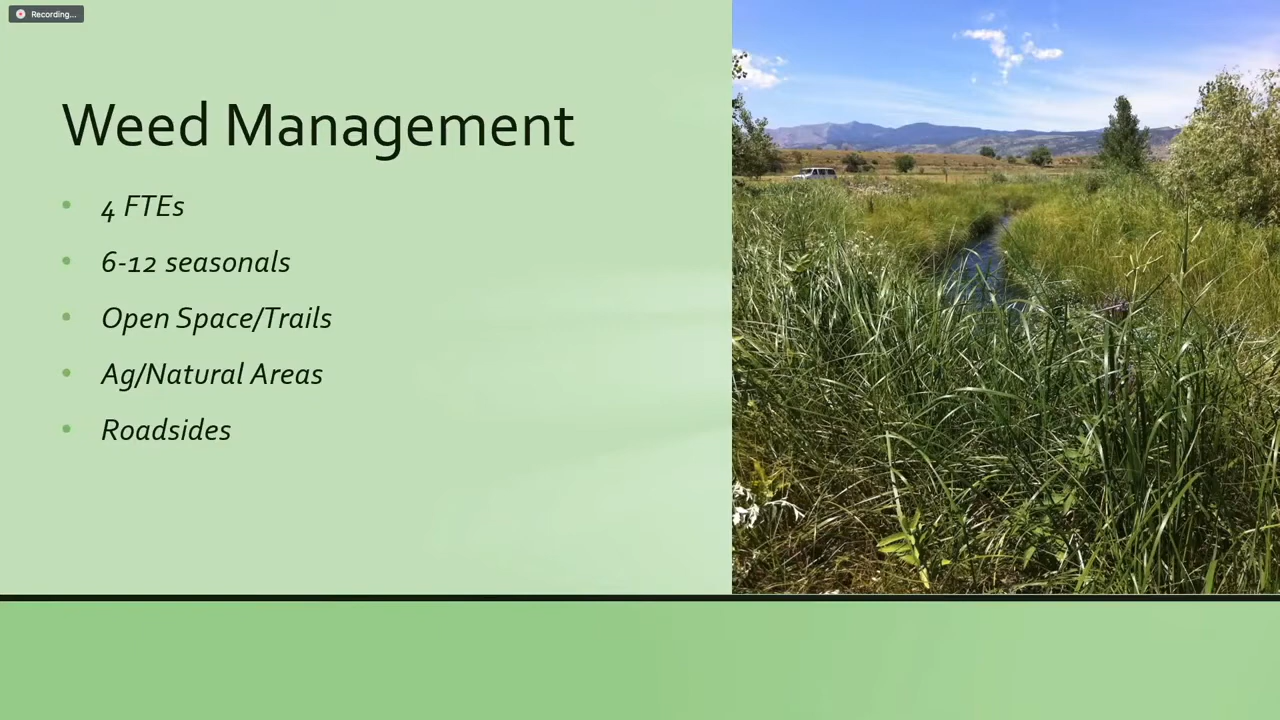 Recording...
Weed Management
• 4 FTEs
• 6-12 seasonals
• Open Space/Trails
• Ag/Natural Areas
• Roadsides